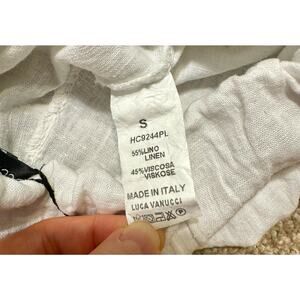 S
HC9244PL
55%LINO
LINEN
45%VISCOSA
VISKOSE
MADE IN ITALY
LUCA VANUCCI